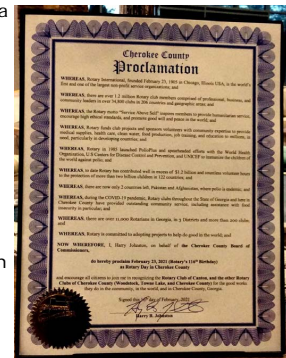 a
Cherokee County
Proclamation
WHEREAS, Rotary International, founded February 23, 1905 in Chicago, Illinois USA, is the world's
first and one of the largest non-profit service organizations; and
WHEREAS, there are over 1.2 million Rotary club members comprised of professional, business, and
community leaders in over 34,000 clubs in 206 countries and geographic areas; and
WHEREAS, the Rotary motto "Service Above Self" inspires members to provide humanitarian service,
encourage high ethical standards, and promote good will and peace in the world; and
WHEREAS, Rotary funds club projects and sponsors volunteers with community expertise to provide
medical supplies, health care, clean water, food production, job training, and education to millions in
need, particularly in developing countries; and
WHEREAS, Rotary in 1985 launched PolioPlus and spearheaded efforts with the World Health
Organization, U.S Centers for Disease Control and Prevention, and UNICEF to immunize the children of
the world against polio; and
WHEREAS, to date Rotary has contributed well in excess of $1.2 billion and countless volunteer hours
to the protection of more than two billion children in 122 countries; and
WHEREAS, there are now only 2 countries left, Pakistan and Afghanistan, where polio is endemic; and
WHEREAS, during the COVID-19 pandemic, Rotary clubs throughout the State of Georgia and here in
Cherokee County have provided outstanding community service, including assistance with food
insecurity in particular; and
WHEREAS, there are over Rotarians in Georgia, in 3 Districts and more than 200 clubs;
and
WHEREAS, Rotary is committed to adopting projects to help do good in the world; and
NOW WHEREFORE, I, Harry Johnston, on behalf of the Cherokee County Board of
Commissioners,
do hereby proclaim February 23, 2021 (Rotary's 116th Birthday)
as Rotary Day in Cherokee County
and encourage all citizens to join us in recognizing the Rotary Club of Canton, and the other Rotary
Clubs of Cherokee County (Woodstock, Towne Lake, and Cherokee County) for the good works
they do in the community, in the world, and in Cherokee County, Georgia.
Signed this 16th day of February, 2021
Harry B. Johnston
n